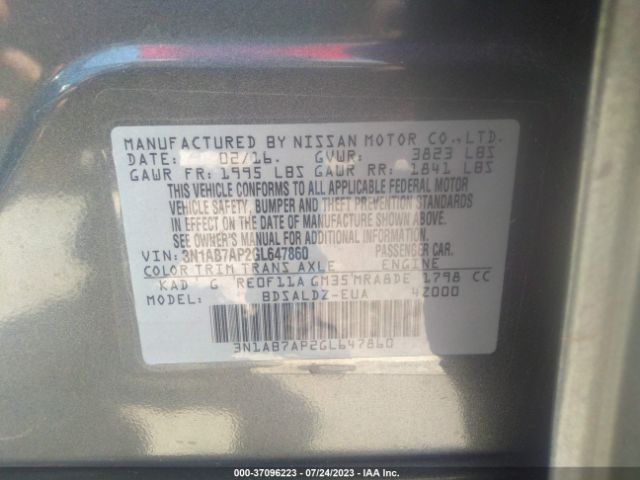 MANUFACTURED BY NISSAN MOTOR CO., LTD.
DATE: 02/16. GVWR: 3823 LBS
GAWR FR: 1995 LBS GAWR RR: 1841 LBS
THIS VEHICLE CONFORMS TO ALL APPLICABLE FEDERAL MOTOR
VEHICLE SAFETY, BUMPER AND THEFT PREVENTION STANDARDS
IN EFFECT ON THE DATE OF MANUFACTURE SHOWN ABOVE.
SEE OWNER'S MANUAL FOR ADDITIONAL INFORMATION.
VIN: 3N1AB7AP2GL647860 PASSENGER CAR.
COLOR TRIM TRANS AXLE ENGINE
KAD G RE0F11A GM35 MRA8DE 1798 CC
MODEL: BDSALDZ-EUA 42000
3N1AB7AP2GL647860
000-37096223 - 07/24/2023 - IAA Inc.